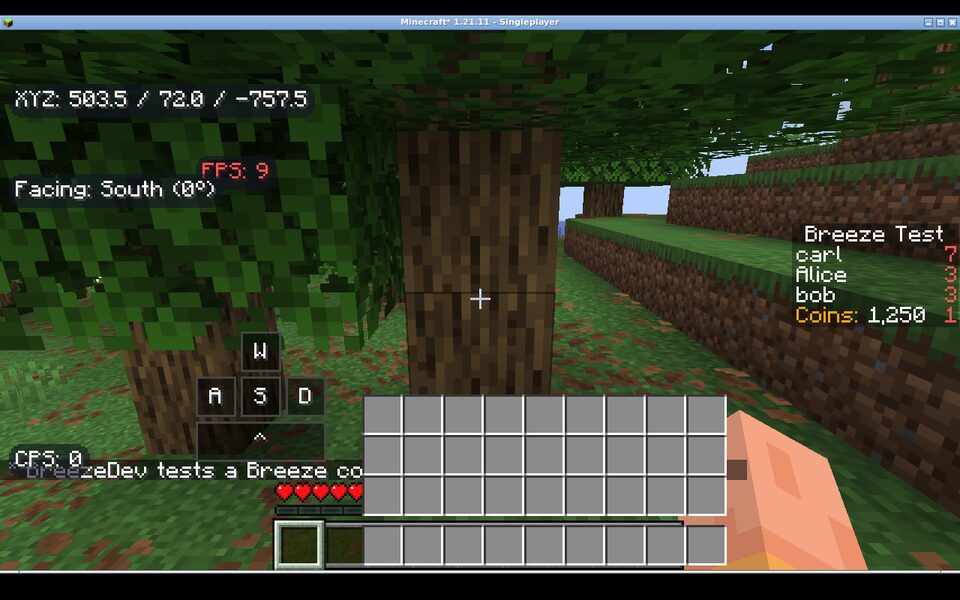 Minecraft* 1.21.11 - Singleplayer
XYZ: 503.5 / 72.0 / -757.5
FPS: 9
Facing: South (0°)
Breeze Test
carl 7
Alice 3
bob 3
Coins: 1,250 1
W
A S D
^
CPS: 0
BreezeDev tests a Breeze co